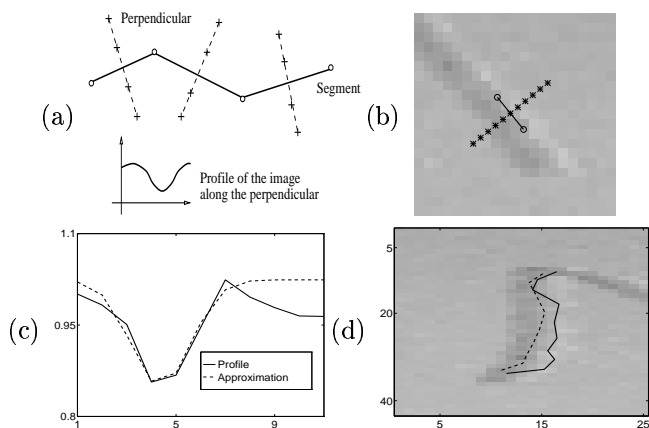 Perpendicular
Segment
(a)
(b)
Profile of the image
along the perpendicular
1.1
0.95
0.8
1
5
9
(c)
Profile
Approximation
(d)
5
20
40
5
15
25